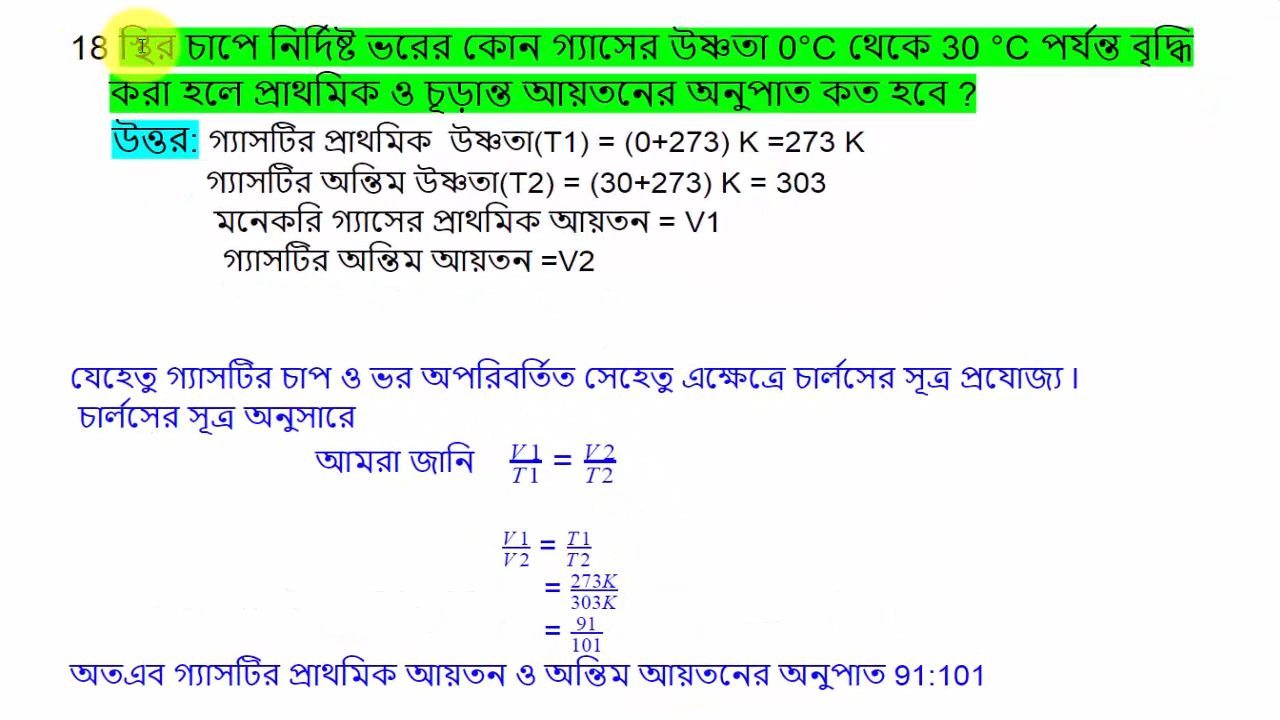 18 স্থির চাপে নির্দিষ্ট ভরের কোন গ্যাসের উষ্ণতা 0°C থেকে 30 °C পর্যন্ত বৃদ্ধি
করা হলে প্রাথমিক ও চূড়ান্ত আয়তনের অনুপাত কত হবে ?
উত্তর: গ্যাসটির প্রাথমিক উষ্ণতা(T1) = (0+273) K =273 K
গ্যাসটির অন্তিম উষ্ণতা(T2) = (30+273) K = 303
মনেকরি গ্যাসের প্রাথমিক আয়তন = V1
গ্যাসটির অন্তিম আয়তন =V2
যেহেতু গ্যাসটির চাপ ও ভর অপরিবর্তিত সেহেতু এক্ষেত্রে চার্লসের সূত্র প্রযোজ্য ।
চার্লসের সূত্র অনুসারে
আমরা জানি V1/T1 = V2/T2
V1/V2 = T1/T2
= 273K/303K
= 91/101
অতএব গ্যাসটির প্রাথমিক আয়তন ও অন্তিম আয়তনের অনুপাত 91:101